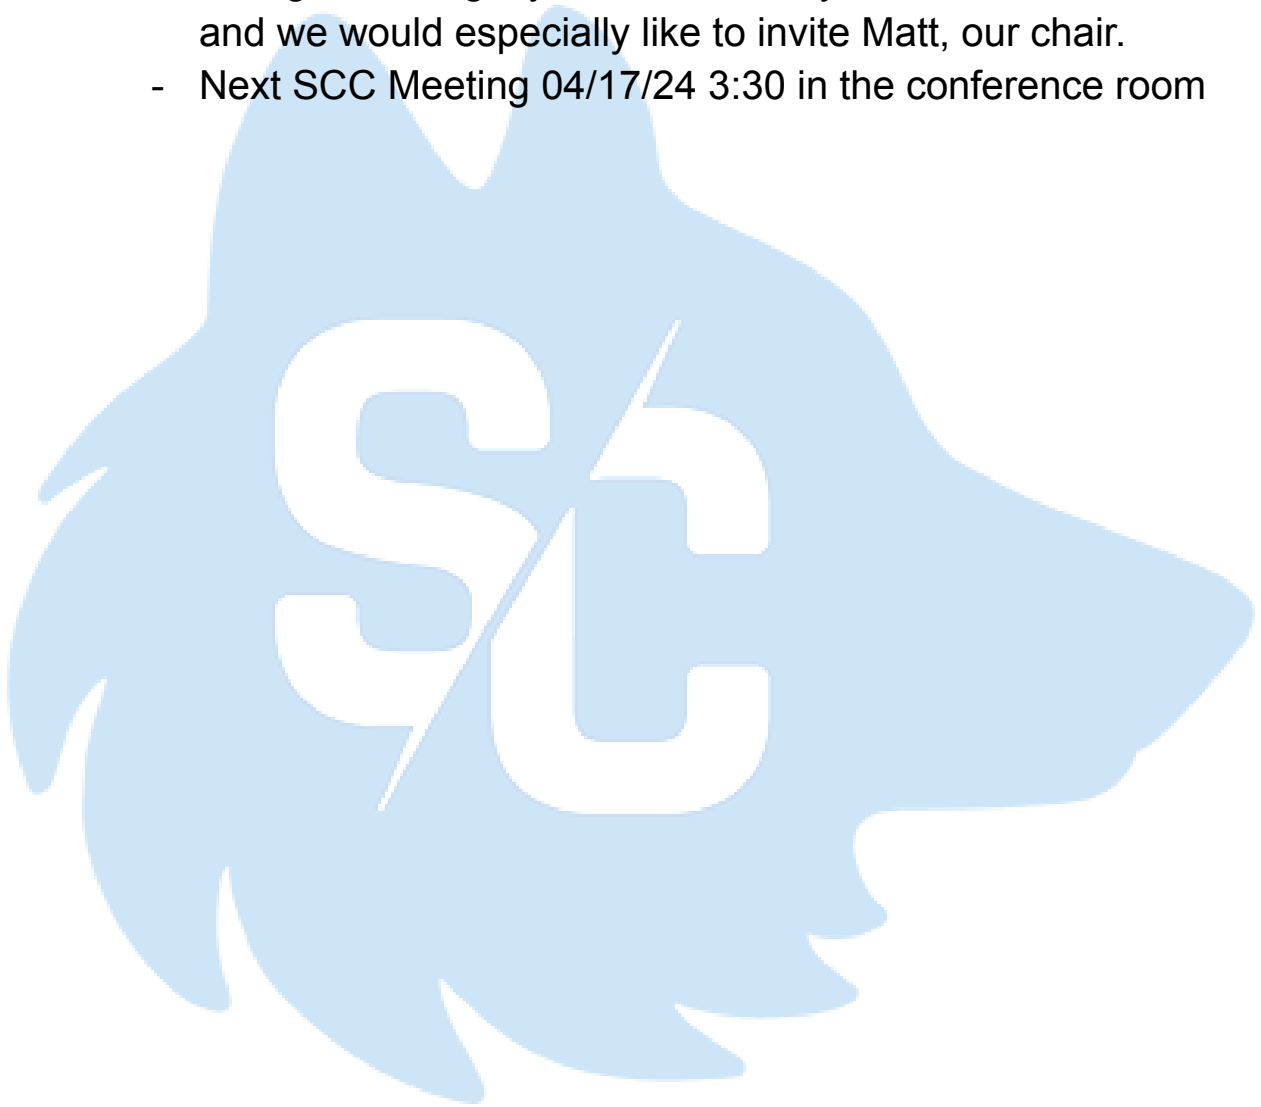 and we would especially like to invite Matt, our chair.
- Next SCC Meeting 04/17/24 3:30 in the conference room
SC